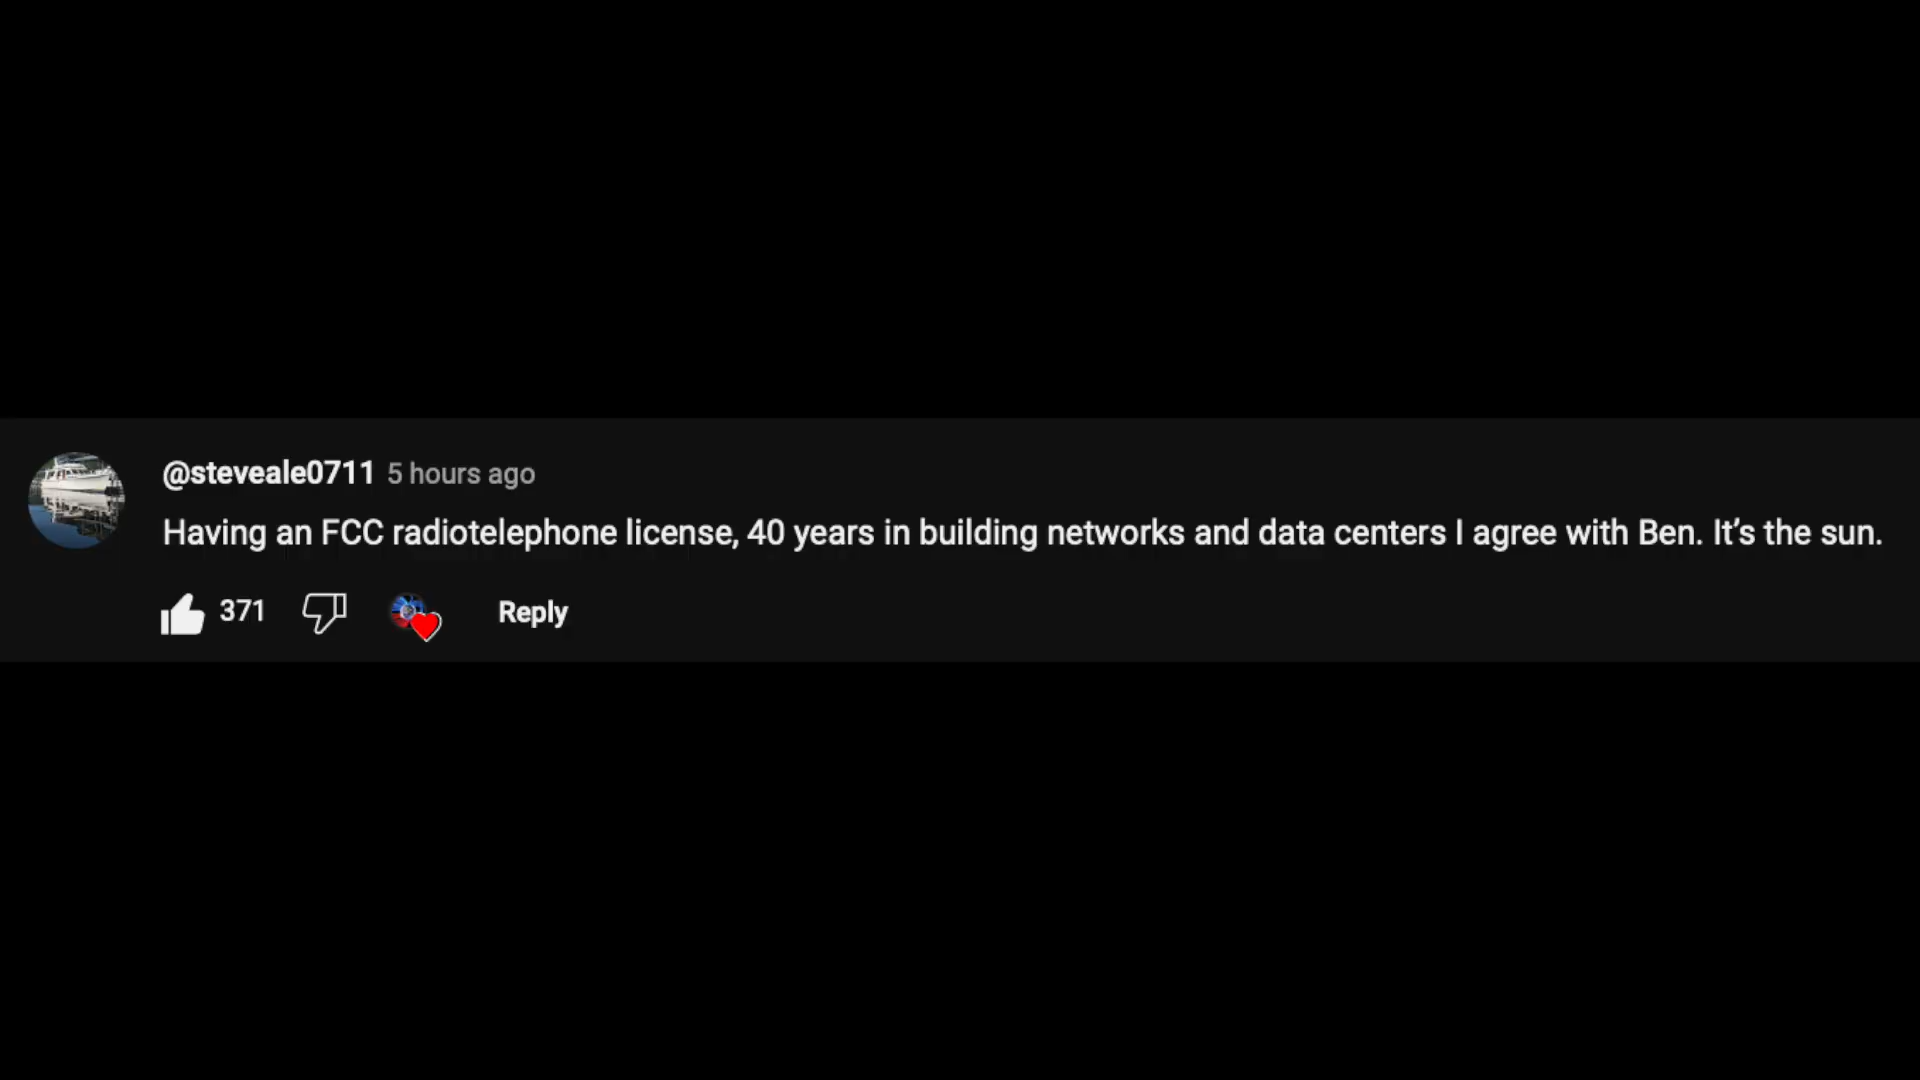 @steveale0711 5 hours ago
Having an FCC radiotelephone license, 40 years in building networks and data centers I agree with Ben. It’s the sun.
371 Reply